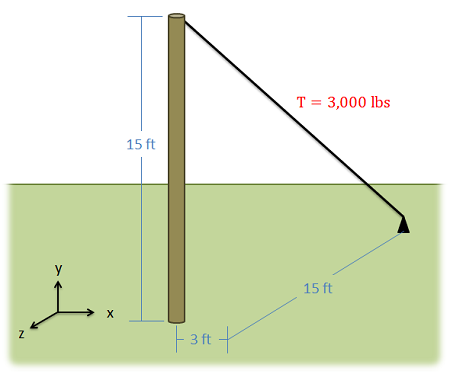 T = 3,000 lbs
15 ft
15 ft
3 ft
y
x
z